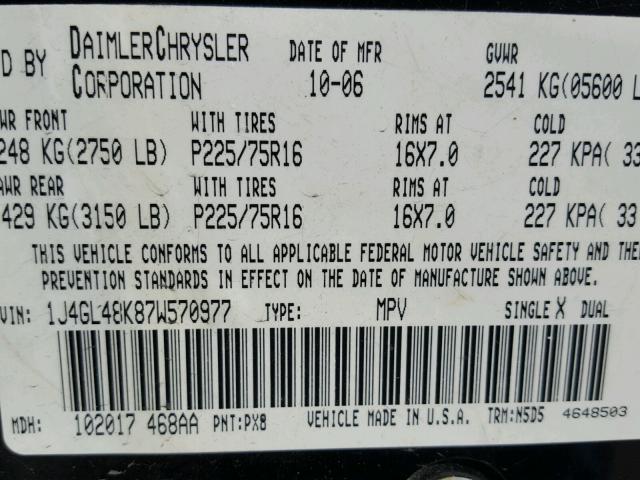 D BY DAIMLERCHRYSLER CORPORATION DATE OF MFR 10-06 GVWR 2541 KG(05600 L
WR FRONT WITH TIRES RIMS AT COLD
248 KG(2750 LB) P225/75R16 16X7.0 227 KPA( 33
AWR REAR WITH TIRES RIMS AT COLD
429 KG(3150 LB) P225/75R16 16X7.0 227 KPA( 33
THIS VEHICLE CONFORMS TO ALL APPLICABLE FEDERAL MOTOR VEHICLE SAFETY AND THE
PREVENTION STANDARDS IN EFFECT ON THE DATE OF MANUFACTURE SHOWN ABOVE.
VIN: 1J4GL48K87W570977 TYPE: MPV SINGLE X DUAL
MDH: 102017 468AA PNT:PX8 VEHICLE MADE IN U.S.A. TRM:N5D5 4648503